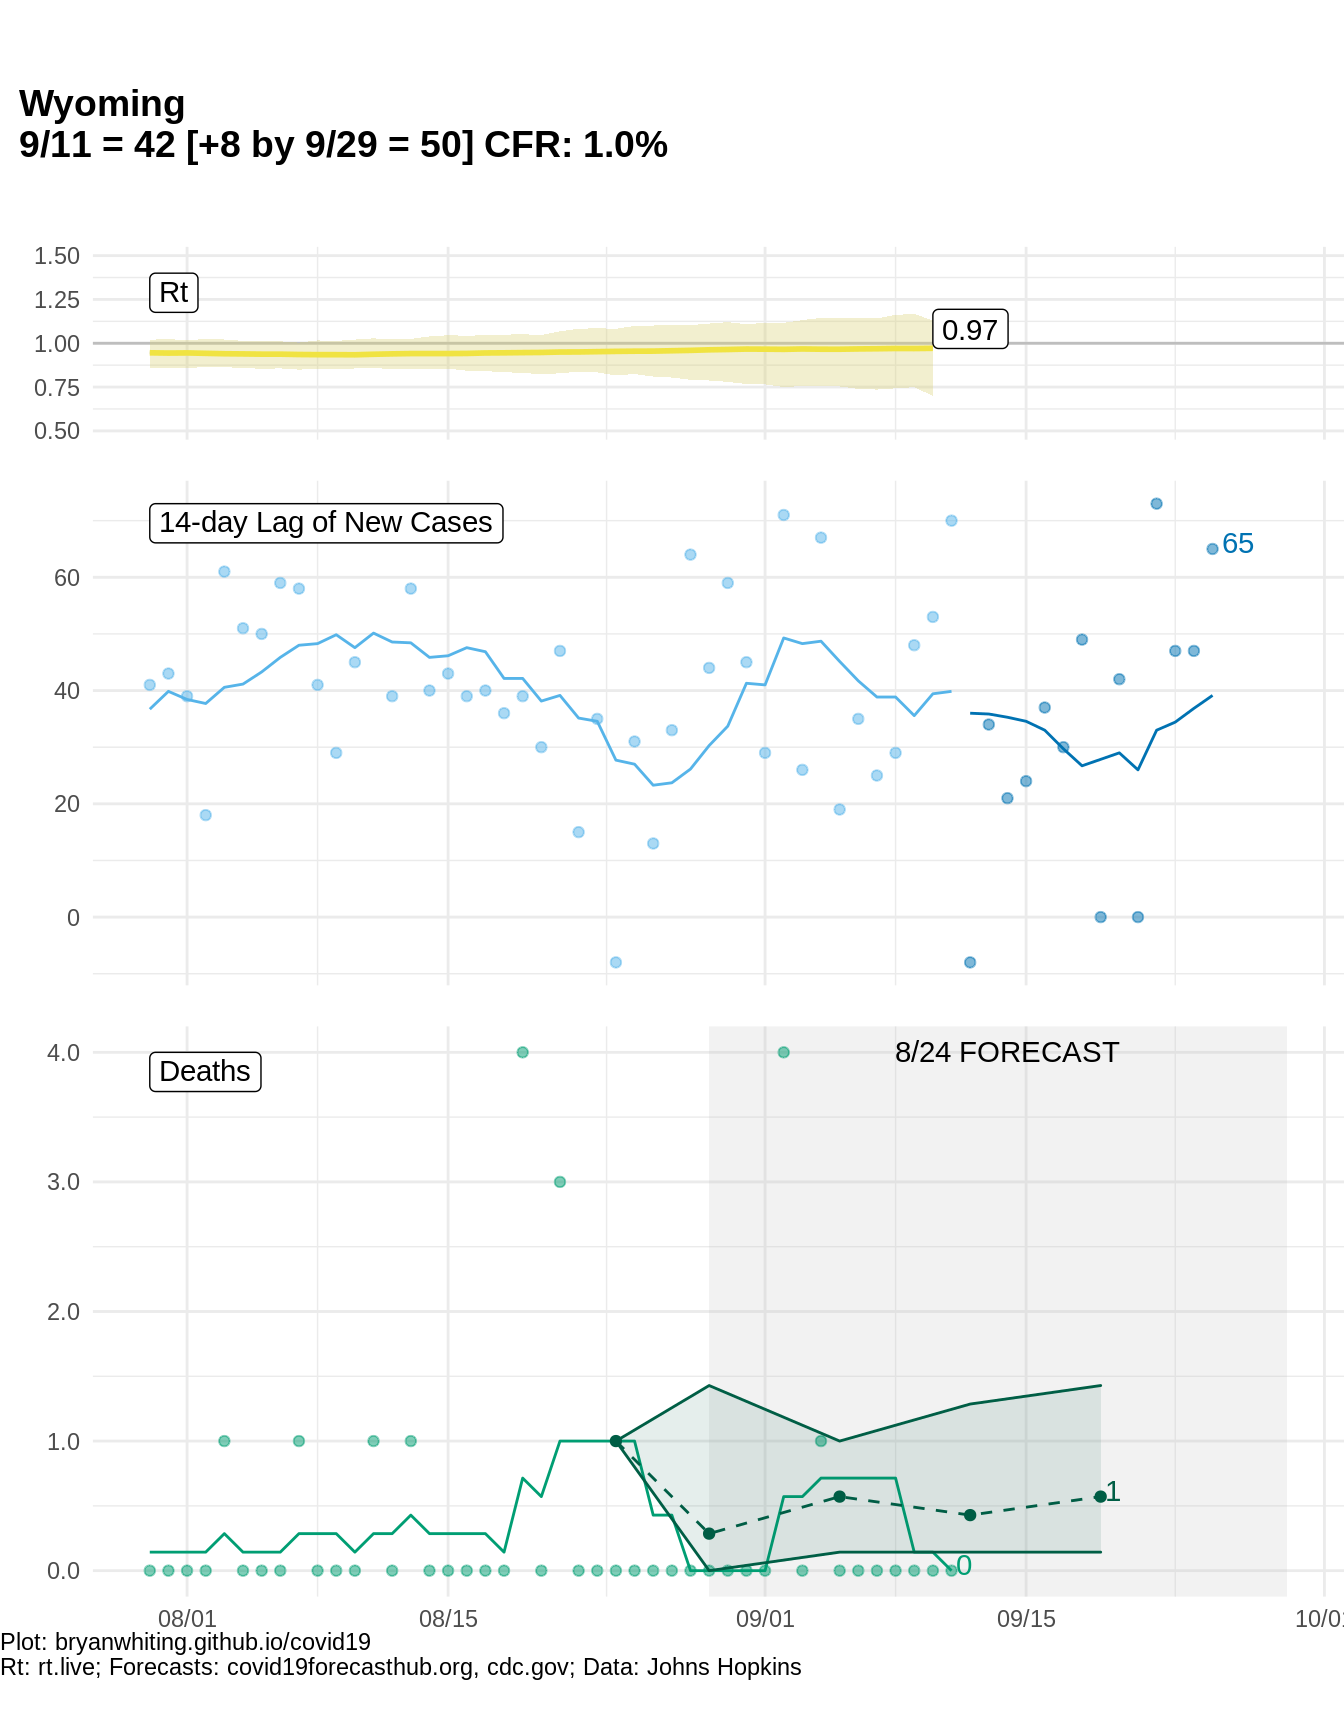 Wyoming
9/11 = 42 [+8 by 9/29 = 50] CFR: 1.0%
1.50
1.25
1.00
0.75
0.50
Rt
0.97
14-day Lag of New Cases
65
60
40
20
0
4.0
3.0
2.0
1.0
0.0
Deaths
8/24 FORECAST
1
0
08/01
08/15
09/01
09/15
10/01
Plot: bryanwhiting.github.io/covid19
Rt: rt.live; Forecasts: covid19forecasthub.org, cdc.gov; Data: Johns Hopkins